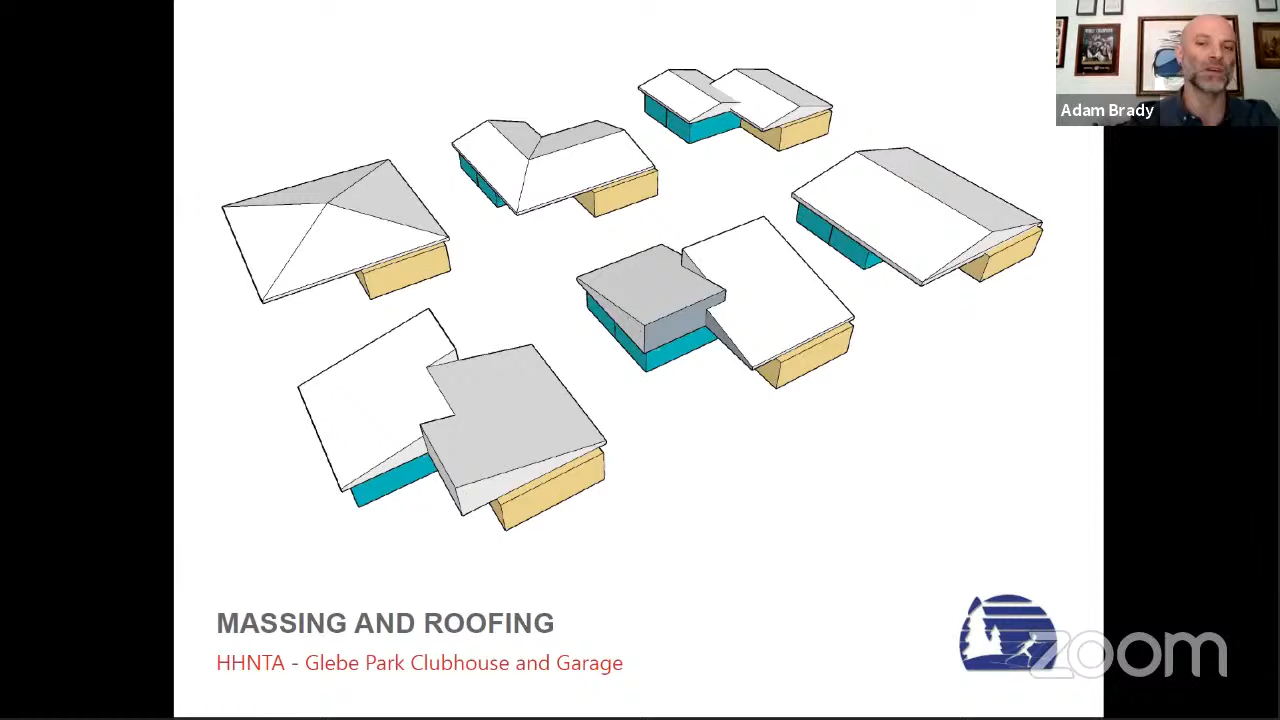 Adam Brady
MASSING AND ROOFING
HHNTA - Glebe Park Clubhouse and Garage
zoom